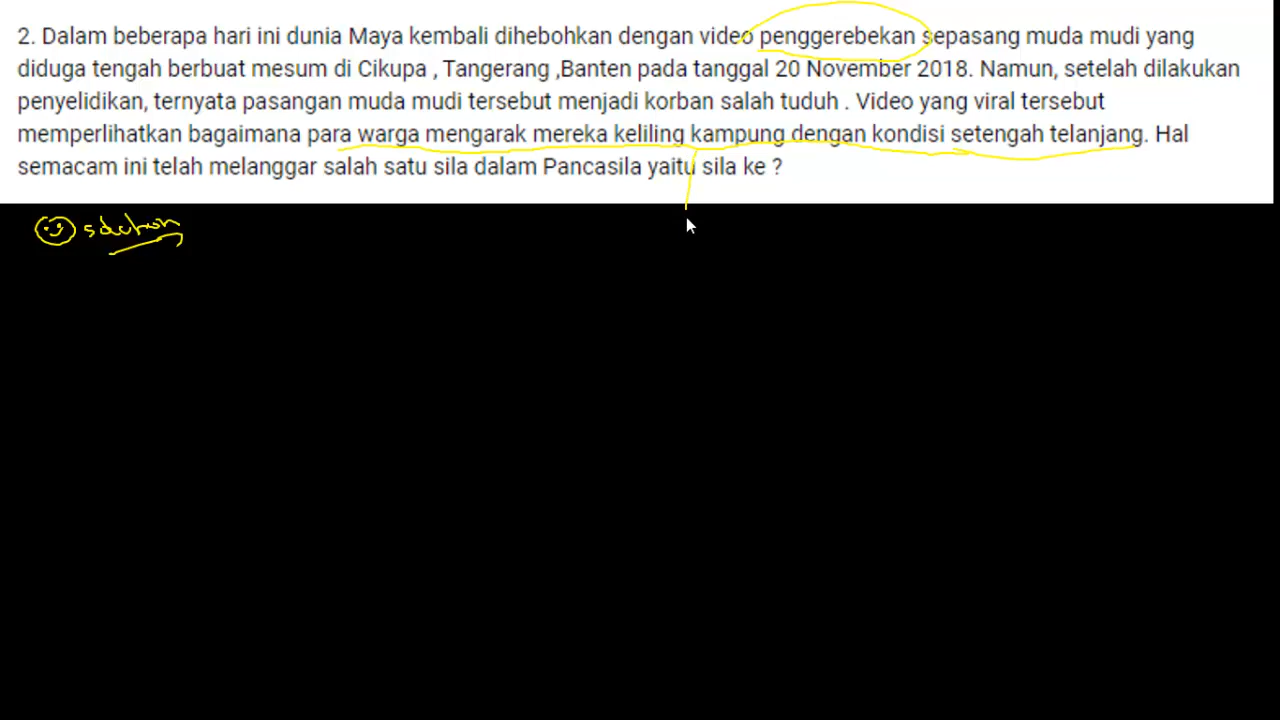 2. Dalam beberapa hari ini dunia Maya kembali dihebohkan dengan video penggerebekan sepasang muda mudi yang
diduga tengah berbuat mesum di Cikupa , Tangerang ,Banten pada tanggal 20 November 2018. Namun, setelah dilakukan
penyelidikan, ternyata pasangan muda mudi tersebut menjadi korban salah tuduh . Video yang viral tersebut
memperlihatkan bagaimana para warga mengarak mereka keliling kampung dengan kondisi setengah telanjang. Hal
semacam ini telah melanggar salah satu sila dalam Pancasila yaitu sila ke ?